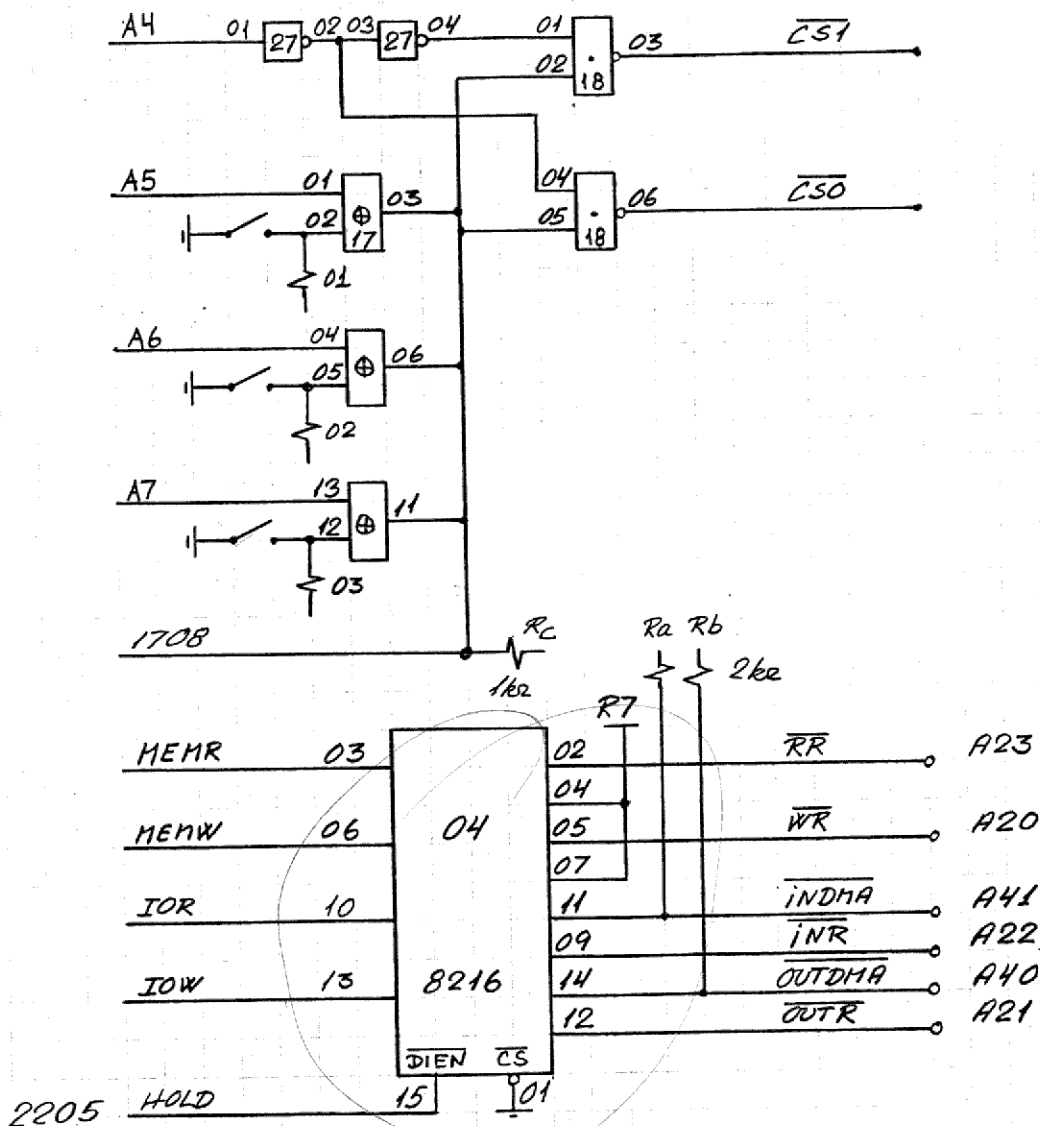 A4 01 27 02 03 27 04 01 03 CS1
02 18
A5 01 03 04 06 CS0
02 17 05 18
01
A6 04 06
05 ⊕
02
A7 13 11
12 ⊕
03
1708 Rc Ra Rb
1kΩ 2kΩ
R7
MEMR 03 02 RR A23
04
MEMW 06 04 05 WR A20
07
IOR 10 11 INDMA A41
09 INR A22
IOW 13 8216 14 OUTDMA A40
12 OUTR A21
DIEN CS
2205 HOLD 15 01